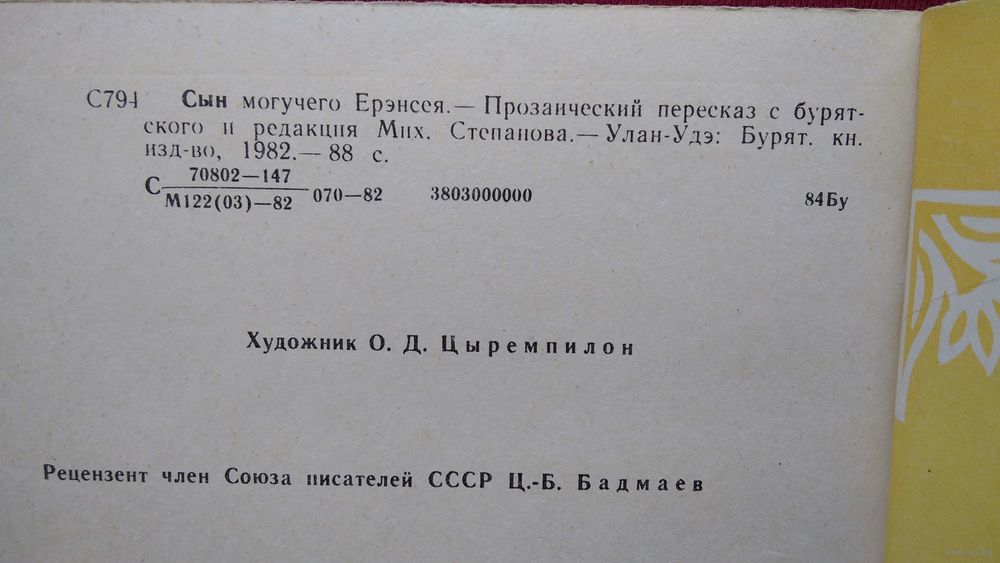 С794 Сын могучего Ерэнсея.— Прозаический пересказ с бурят-
ского и редакция Мих. Степанова.— Улан-Удэ: Бурят. кн.
изд-во, 1982.— 88 с.
С 70802—147
М122(03)—82 070—82 3803000000 84Бу
Художник О. Д. Цыремпилон
Рецензент член Союза писателей СССР Ц.-Б. Бадмаев